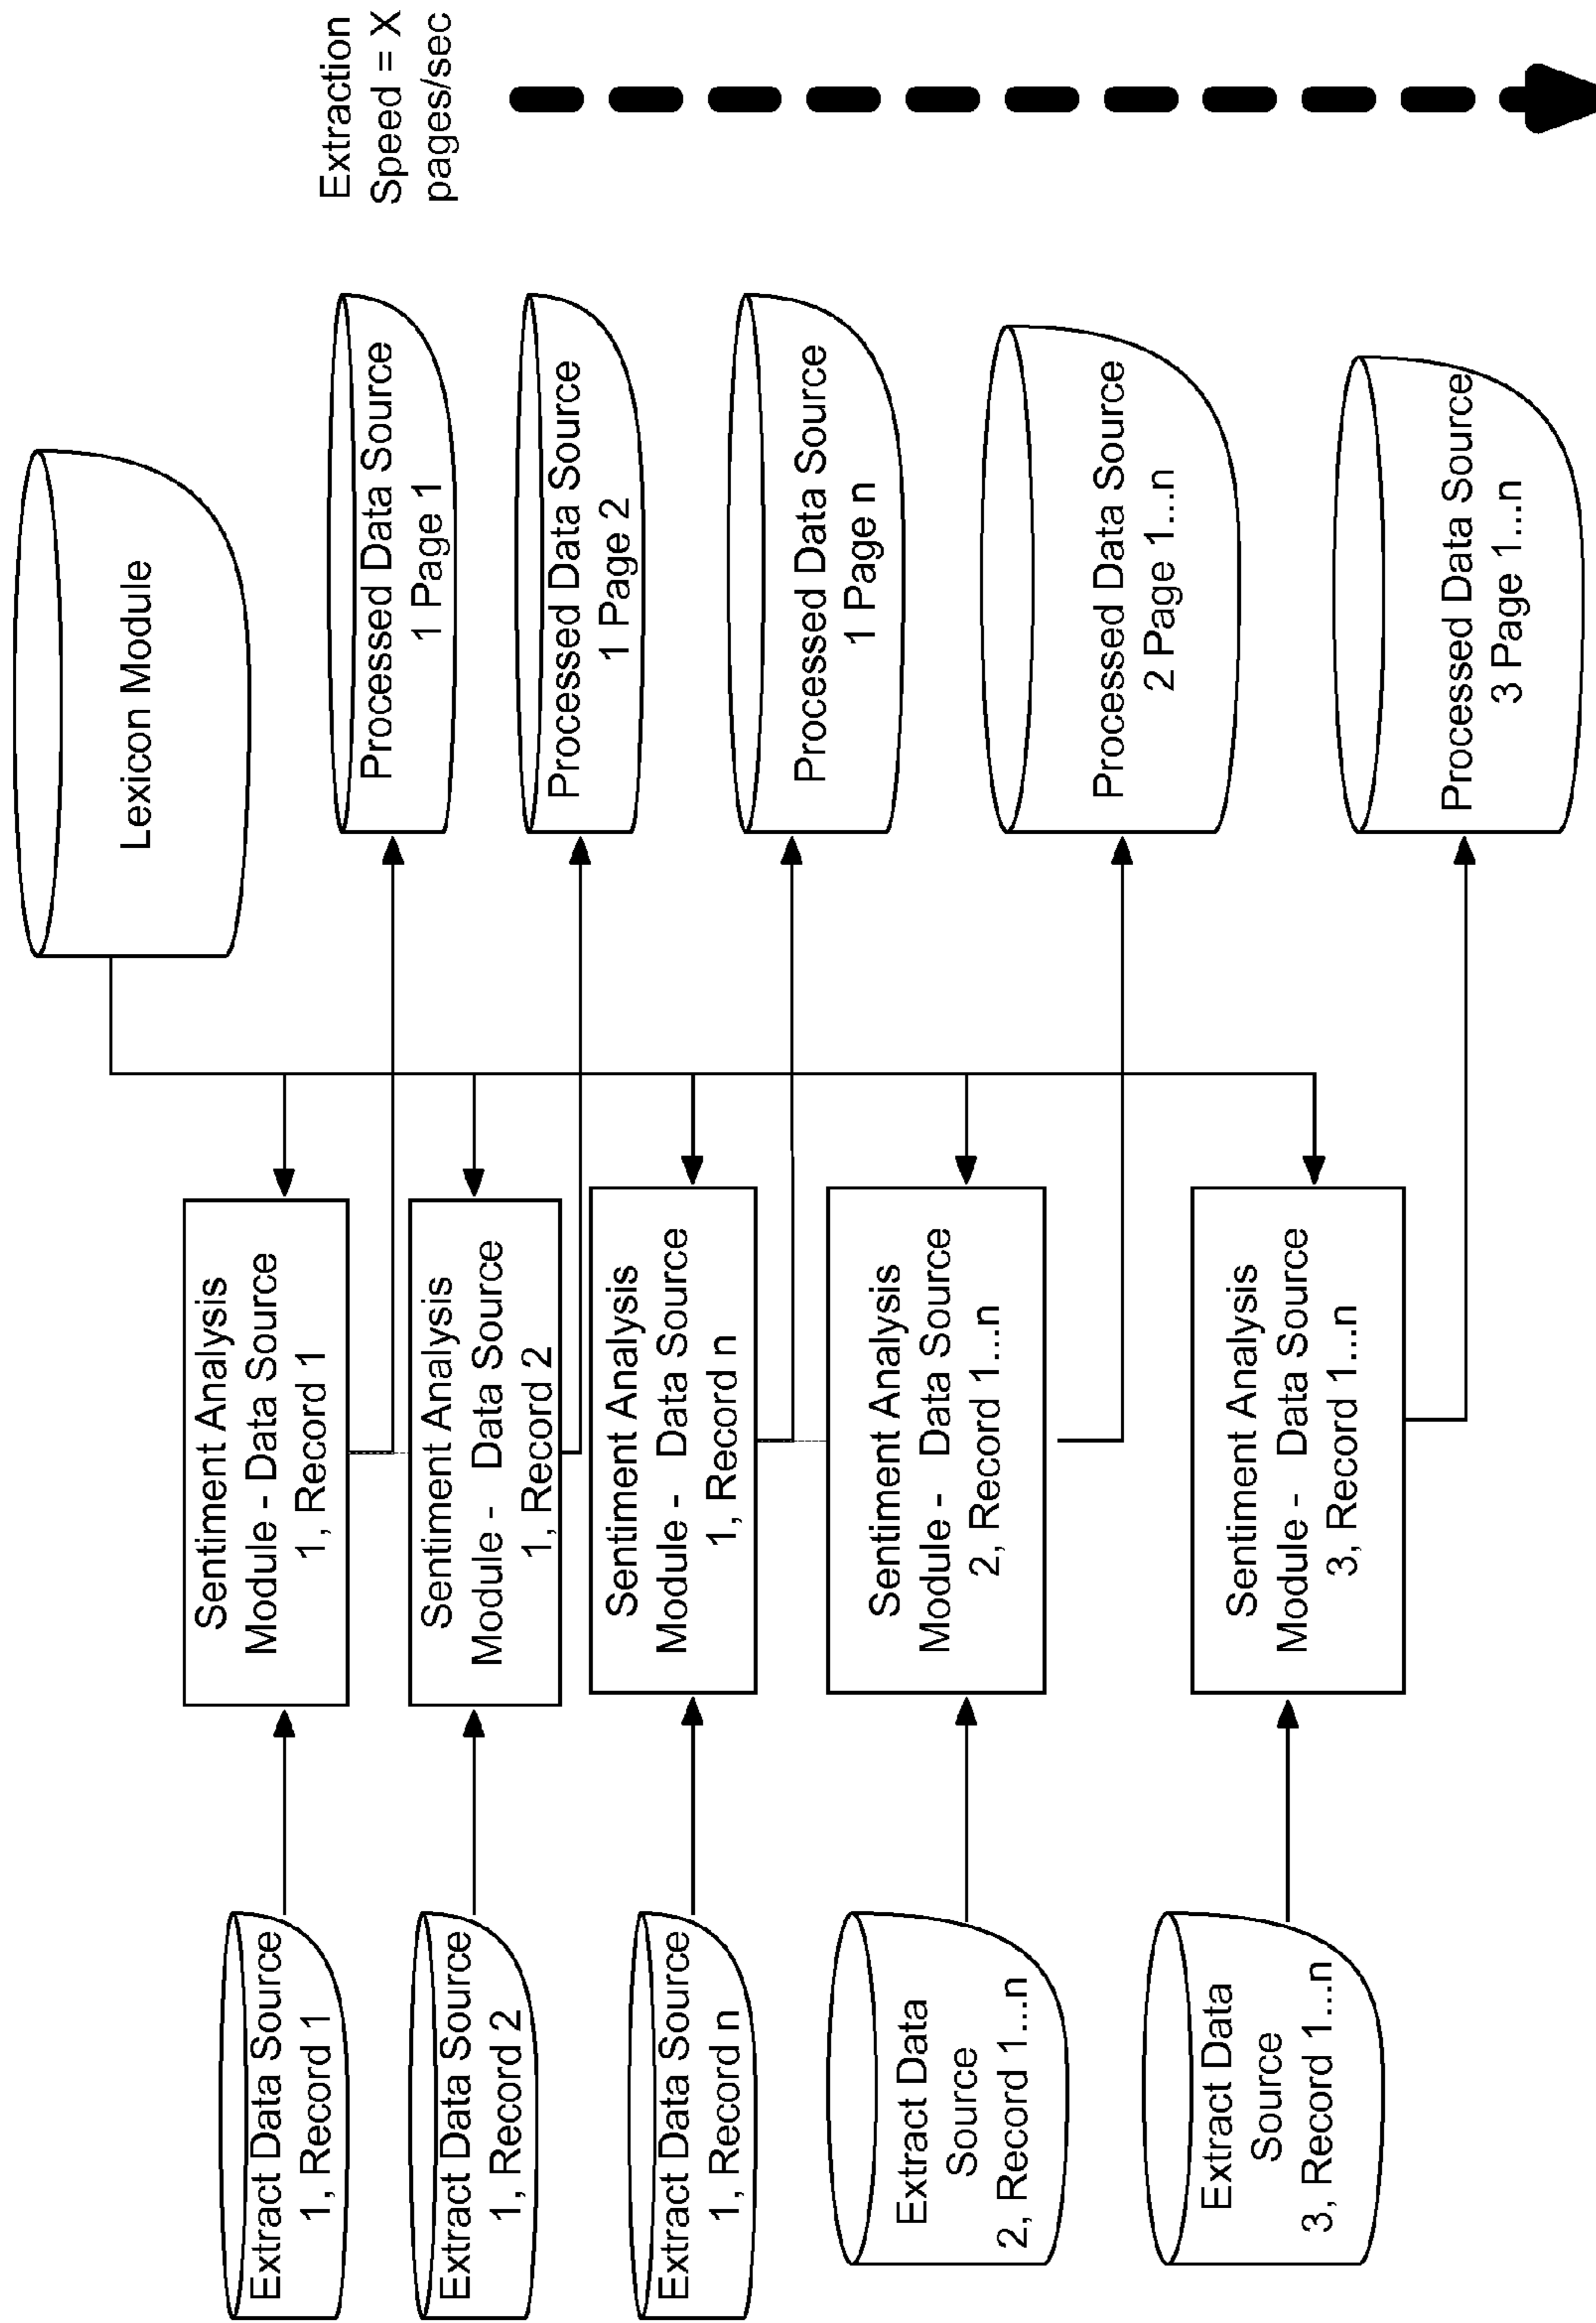 Lexicon Module
Extraction
Speed = X
pages/sec
Extract Data Source
1, Record 1
Sentiment Analysis
Module - Data Source
1, Record 1
Processed Data Source
1 Page 1
Extract Data Source
1, Record 2
Sentiment Analysis
Module - Data Source
1, Record 2
Processed Data Source
1 Page 2
Extract Data Source
1, Record n
Sentiment Analysis
Module - Data Source
1, Record n
Processed Data Source
1 Page n
Extract Data
Source
2, Record 1...n
Sentiment Analysis
Module - Data Source
2, Record 1...n
Processed Data Source
2 Page 1...n
Extract Data
Source
3, Record 1...n
Sentiment Analysis
Module - Data Source
3, Record 1...n
Processed Data Source
3 Page 1...n